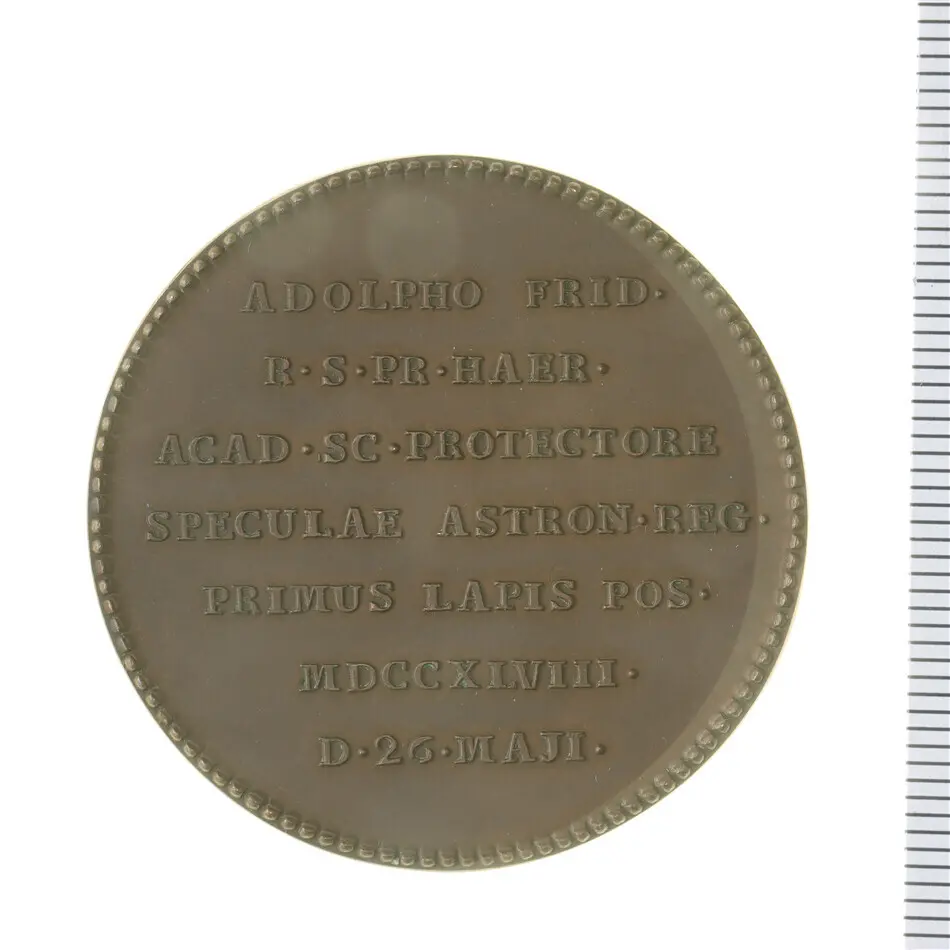 ADOLPHO FRID·
R·S·PR·HAER·
ACAD·SC·PROTECTORE
SPECULAE ASTRON·REG·
PRIMUS LAPIS POS·
MDCCXLVIII·
D·26·MAJI·